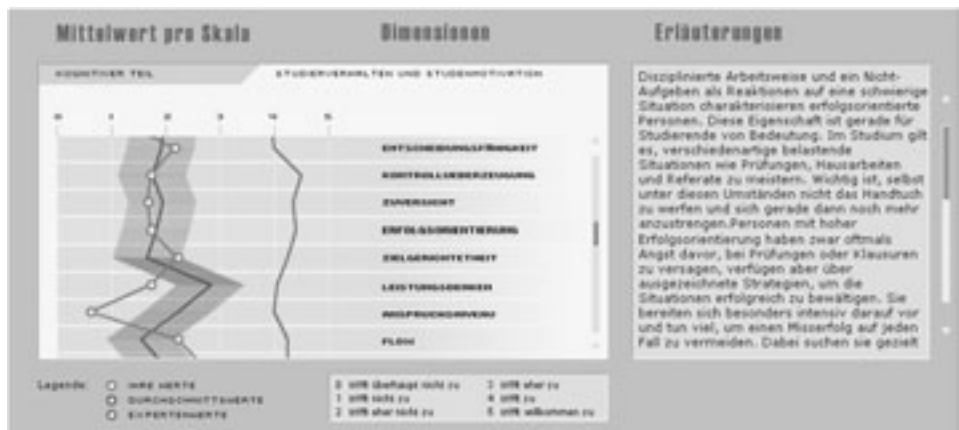 Mittelwert pro Skala
Dimensionen
Erläuterungen
KOGNITIVER TEIL
STUDIERVERHALTEN UND STUDIENMOTIVATION
0 1 2 3 4 5
ENTSCHEIDUNGSFÄHIGKEIT
KONTROLLUEBERZEUGUNG
ZUVERSICHT
ERFOLGSORIENTIERUNG
ZIELGERICHTETHEIT
LEISTUNGSDENKEN
ANSPRUCHSNIVEAU
FLOW
Disziplinierte Arbeitsweise und ein Nicht-
Aufgeben als Reaktionen auf eine schwierige
Situation charakterisieren erfolgsorientierte
Personen. Diese Eigenschaft ist gerade für
Studierende von Bedeutung. Im Studium gilt
es, verschiedenartige belastende
Situationen wie Prüfungen, Hausarbeiten
und Referate zu meistern. Wichtig ist, selbst
unter diesen Umständen nicht das Handtuch
zu werfen und sich gerade dann noch mehr
anzustrengen.Personen mit hoher
Erfolgsorientierung haben zwar oftmals
Angst davor, bei Prüfungen oder Klausuren
zu versagen, verfügen aber über
ausgezeichnete Strategien, um die
Situationen erfolgreich zu bewältigen. Sie
bereiten sich besonders intensiv darauf vor
und tun viel, um einen Misserfolg auf jeden
Fall zu vermeiden. Dabei suchen sie gezielt
Legende:
IHRE WERTE
DURCHSCHNITTSWERTE
EXPERTENWERTE
0 trifft überhaupt nicht zu
1 trifft nicht zu
2 trifft eher nicht zu
3 trifft eher zu
4 trifft zu
5 trifft vollkommen zu